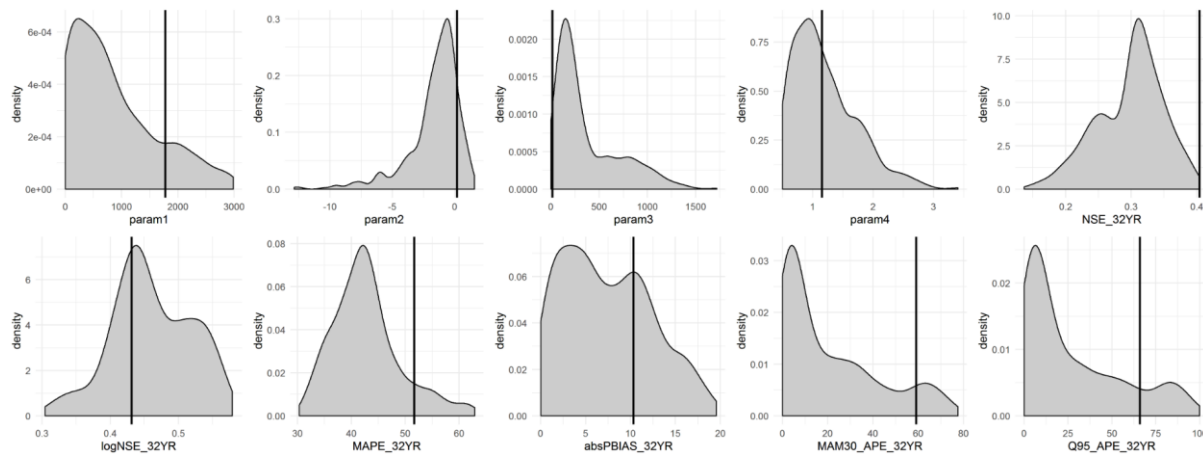 density
6e-04
4e-04
2e-04
0e+00
0 1000 2000 3000
param1
density
0.3
0.2
0.1
0.0
-10 -5 0
param2
density
0.0020
0.0015
0.0010
0.0005
0.0000
0 500 1000 1500
param3
density
0.75
0.50
0.25
0.00
1 2 3
param4
density
10.0
7.5
5.0
2.5
0.0
0.2 0.3 0.4
NSE_32YR
density
6
4
2
0
0.3 0.4 0.5
logNSE_32YR
density
0.08
0.06
0.04
0.02
0.00
30 40 50 60
MAPE_32YR
density
0.06
0.04
0.02
0.00
0 5 10 15 20
absPBIAS_32YR
density
0.03
0.02
0.01
0.00
0 20 40 60 80
MAM30_APE_32YR
density
0.02
0.01
0.00
0 25 50 75 100
Q95_APE_32YR